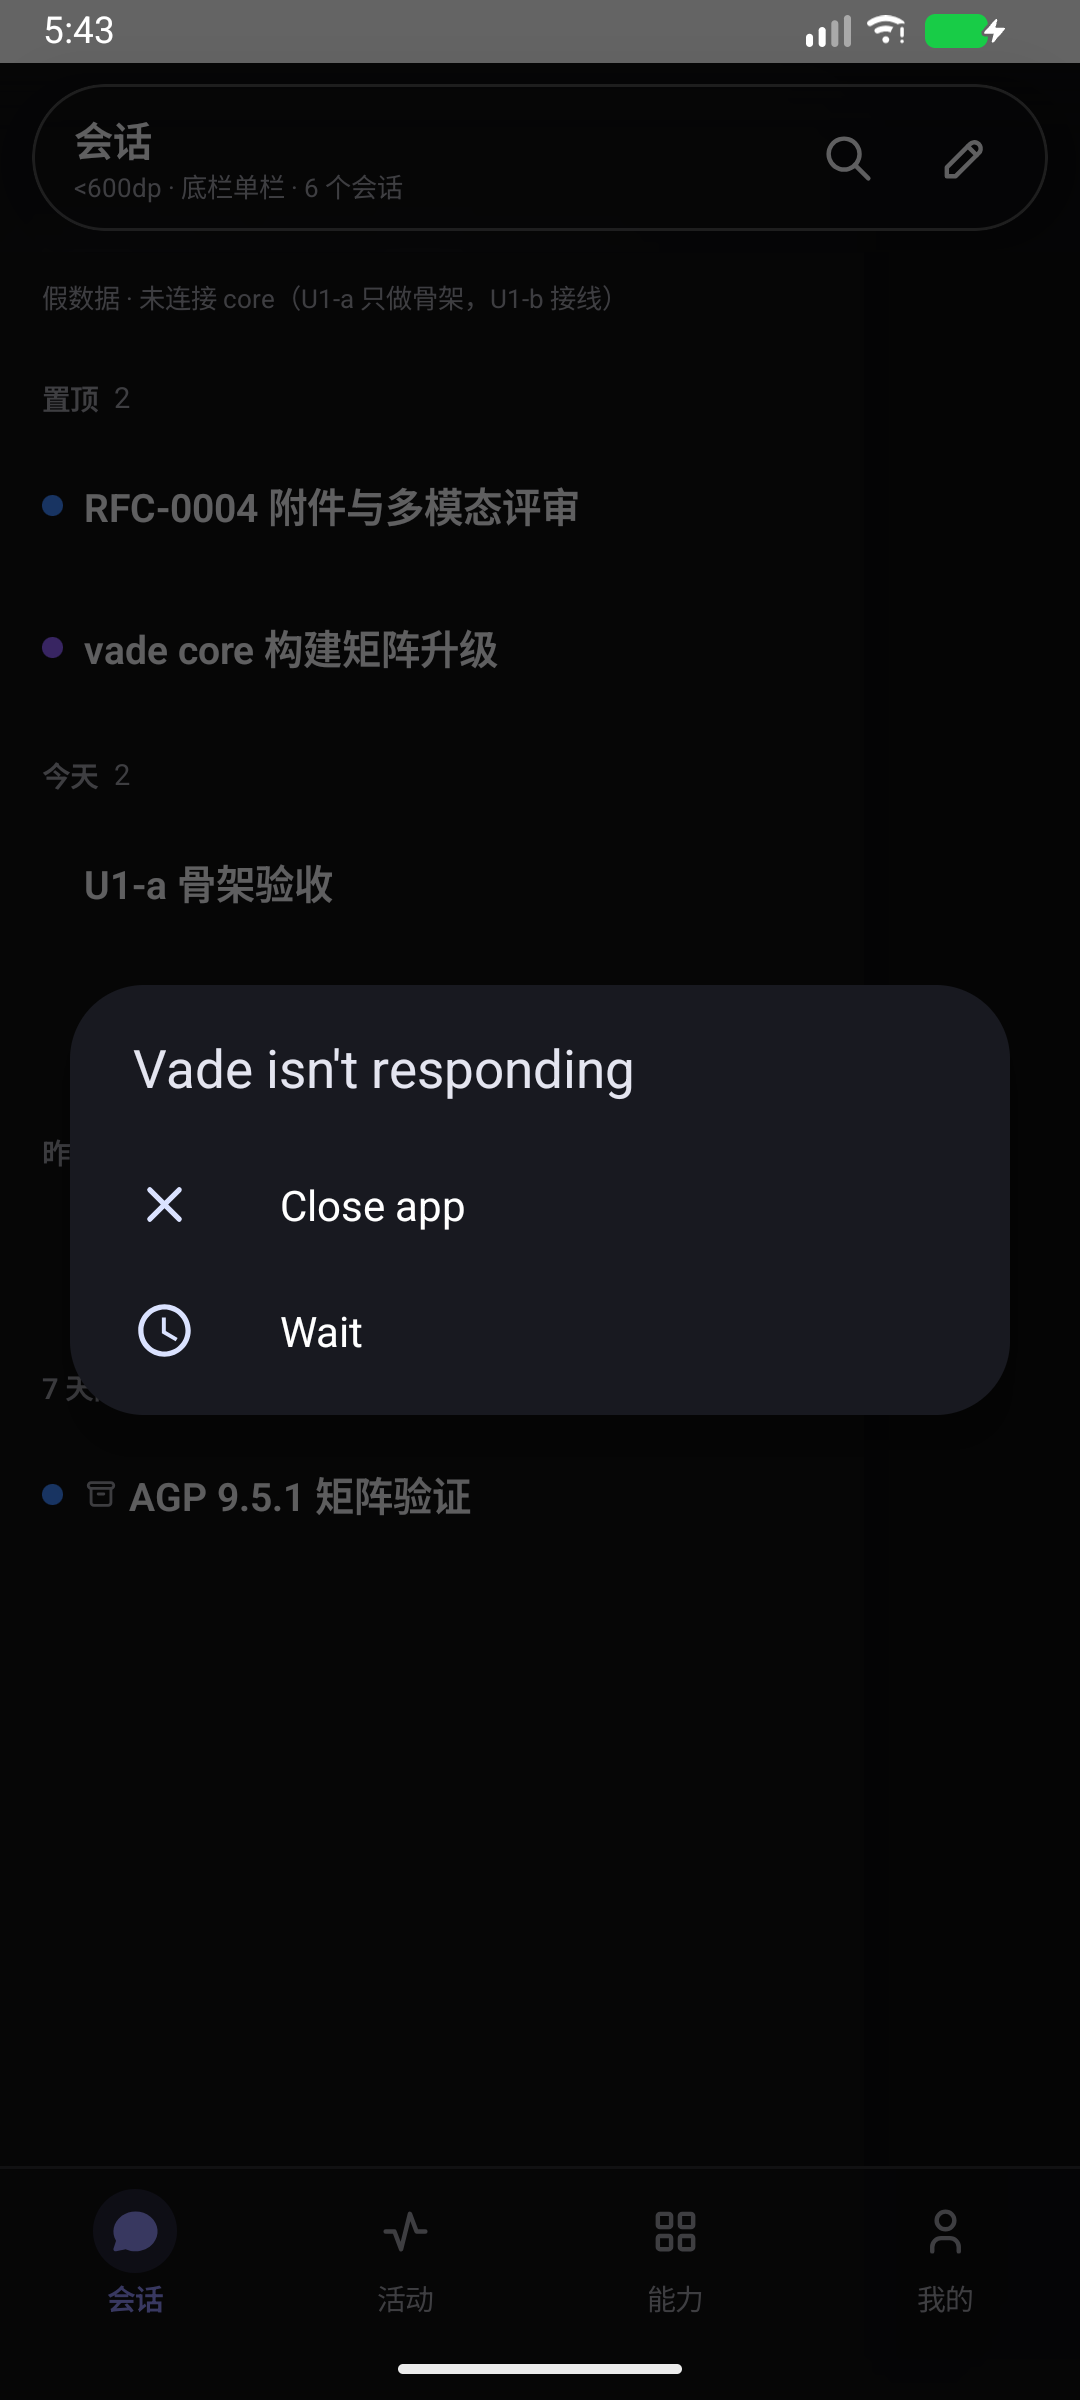 5:43
会话
<600dp · 底栏单栏 · 6 个会话
假数据 · 未连接 core（U1-a 只做骨架，U1-b 接线）
置顶 2
RFC-0004 附件与多模态评审
vade core 构建矩阵升级
今天 2
U1-a 骨架验收
Vade isn't responding
昨
Close app
Wait
7 天
AGP 9.5.1 矩阵验证
会话
活动
能力
我的